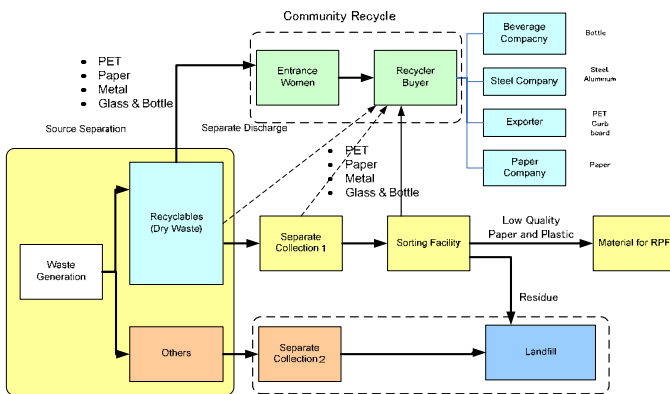 Community Recycle
Beverage
Compacny
Bottle
PET
Paper
Metal
Glass & Bottle
Entrance
Women
Recycler
Buyer
Steel Company
Steel
Aluminum
Exporter
PET
Curb
board
Source Separation
Separate Discharge
PET
Paper
Metal
Glass & Bottle
Paper
Company
Paper
Recyclables
(Dry Waste)
Separate
Collection 1
Sorting Facility
Low Quality
Paper and Plastic
Material for RPF
Waste
Generation
Residue
Others
Separate
Collection2
Landfill